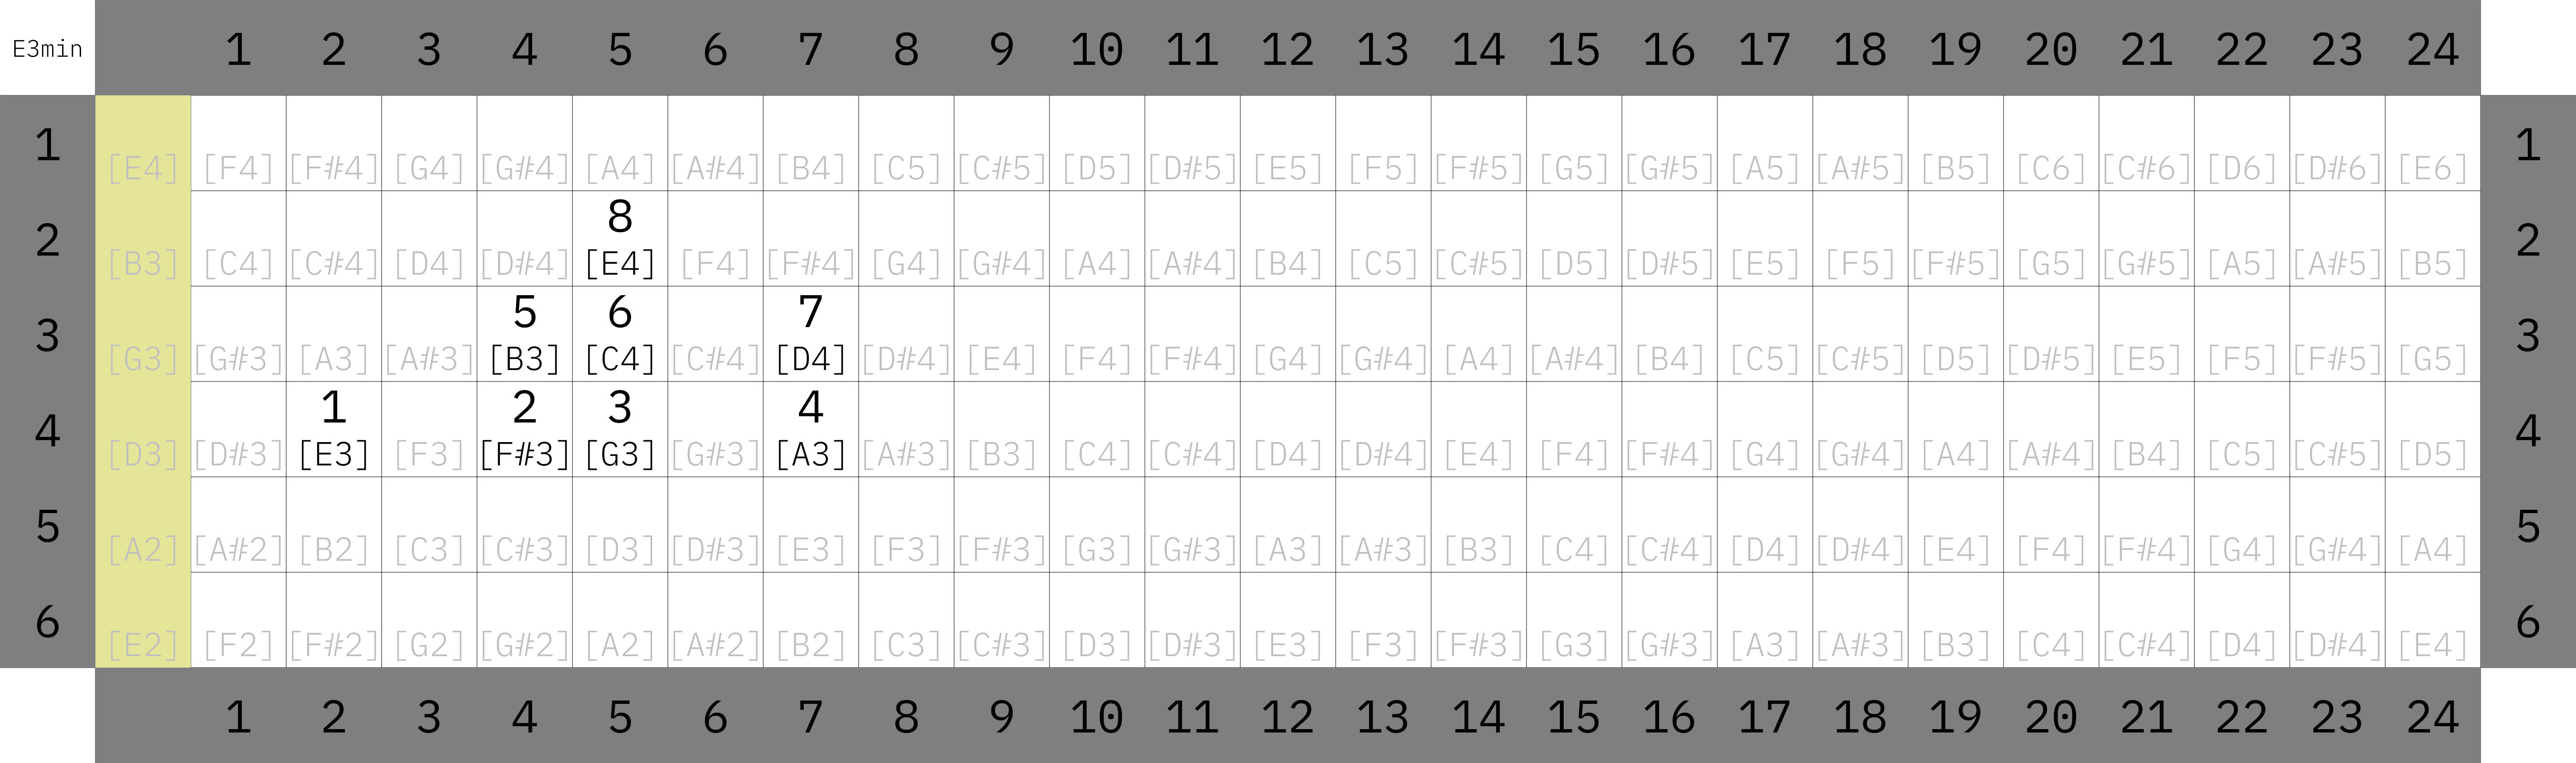 E3min 1 2 3 4 5 6 7 8 9 10 11 12 13 14 15 16 17 18 19 20 21 22 23 24
1 [E4] [F4] [F#4] [G4] [G#4] [A4] [A#4] [B4] [C5] [C#5] [D5] [D#5] [E5] [F5] [F#5] [G5] [G#5] [A5] [A#5] [B5] [C6] [C#6] [D6] [D#6] [E6] 1
8
2 [B3] [C4] [C#4] [D4] [D#4] [E4] [F4] [F#4] [G4] [G#4] [A4] [A#4] [B4] [C5] [C#5] [D5] [D#5] [E5] [F5] [F#5] [G5] [G#5] [A5] [A#5] [B5] 2
5 6 7
3 [G3] [G#3] [A3] [A#3] [B3] [C4] [C#4] [D4] [D#4] [E4] [F4] [F#4] [G4] [G#4] [A4] [A#4] [B4] [C5] [C#5] [D5] [D#5] [E5] [F5] [F#5] [G5] 3
1 2 3 4
4 [D3] [D#3] [E3] [F3] [F#3] [G3] [G#3] [A3] [A#3] [B3] [C4] [C#4] [D4] [D#4] [E4] [F4] [F#4] [G4] [G#4] [A4] [A#4] [B4] [C5] [C#5] [D5] 4
5 [A2] [A#2] [B2] [C3] [C#3] [D3] [D#3] [E3] [F3] [F#3] [G3] [G#3] [A3] [A#3] [B3] [C4] [C#4] [D4] [D#4] [E4] [F4] [F#4] [G4] [G#4] [A4] 5
6 [E2] [F2] [F#2] [G2] [G#2] [A2] [A#2] [B2] [C3] [C#3] [D3] [D#3] [E3] [F3] [F#3] [G3] [G#3] [A3] [A#3] [B3] [C4] [C#4] [D4] [D#4] [E4] 6
1 2 3 4 5 6 7 8 9 10 11 12 13 14 15 16 17 18 19 20 21 22 23 24